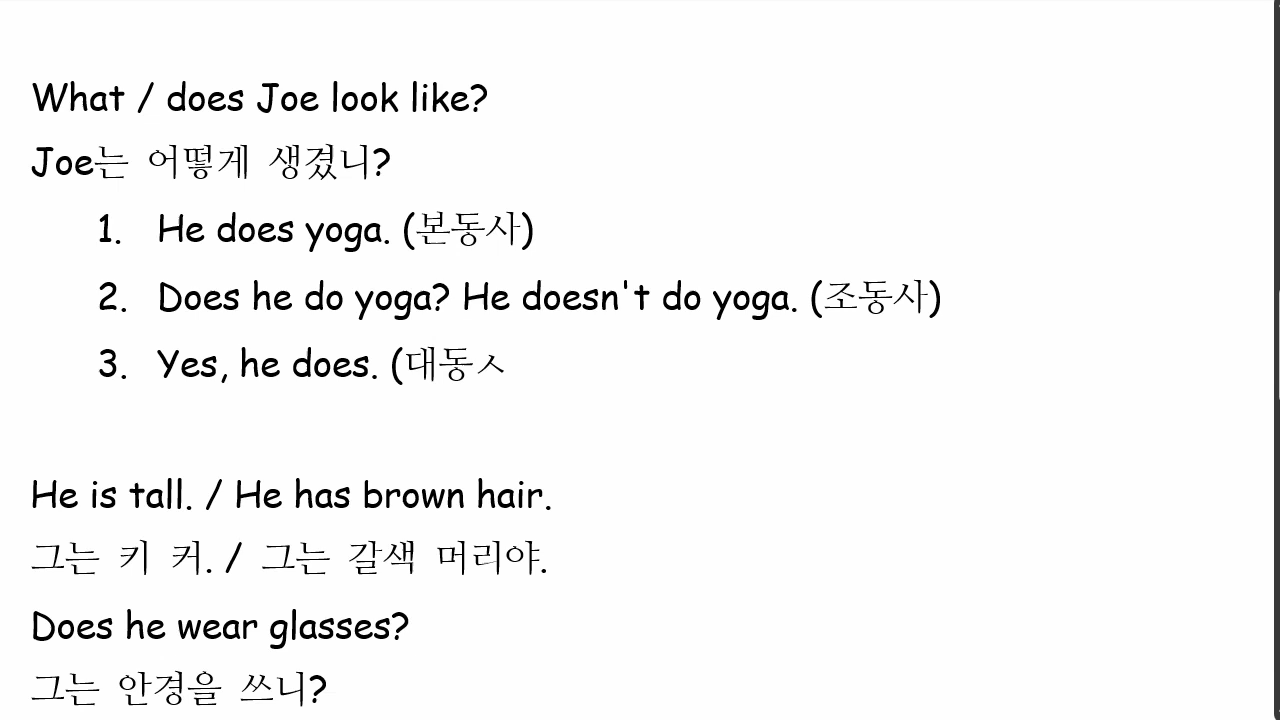 What / does Joe look like?
Joe는 어떻게 생겼니?
1. He does yoga. (본동사)
2. Does he do yoga? He doesn't do yoga. (조동사)
3. Yes, he does. (대동ㅅ
He is tall. / He has brown hair.
그는 키 커. / 그는 갈색 머리야.
Does he wear glasses?
그는 안경을 쓰니?